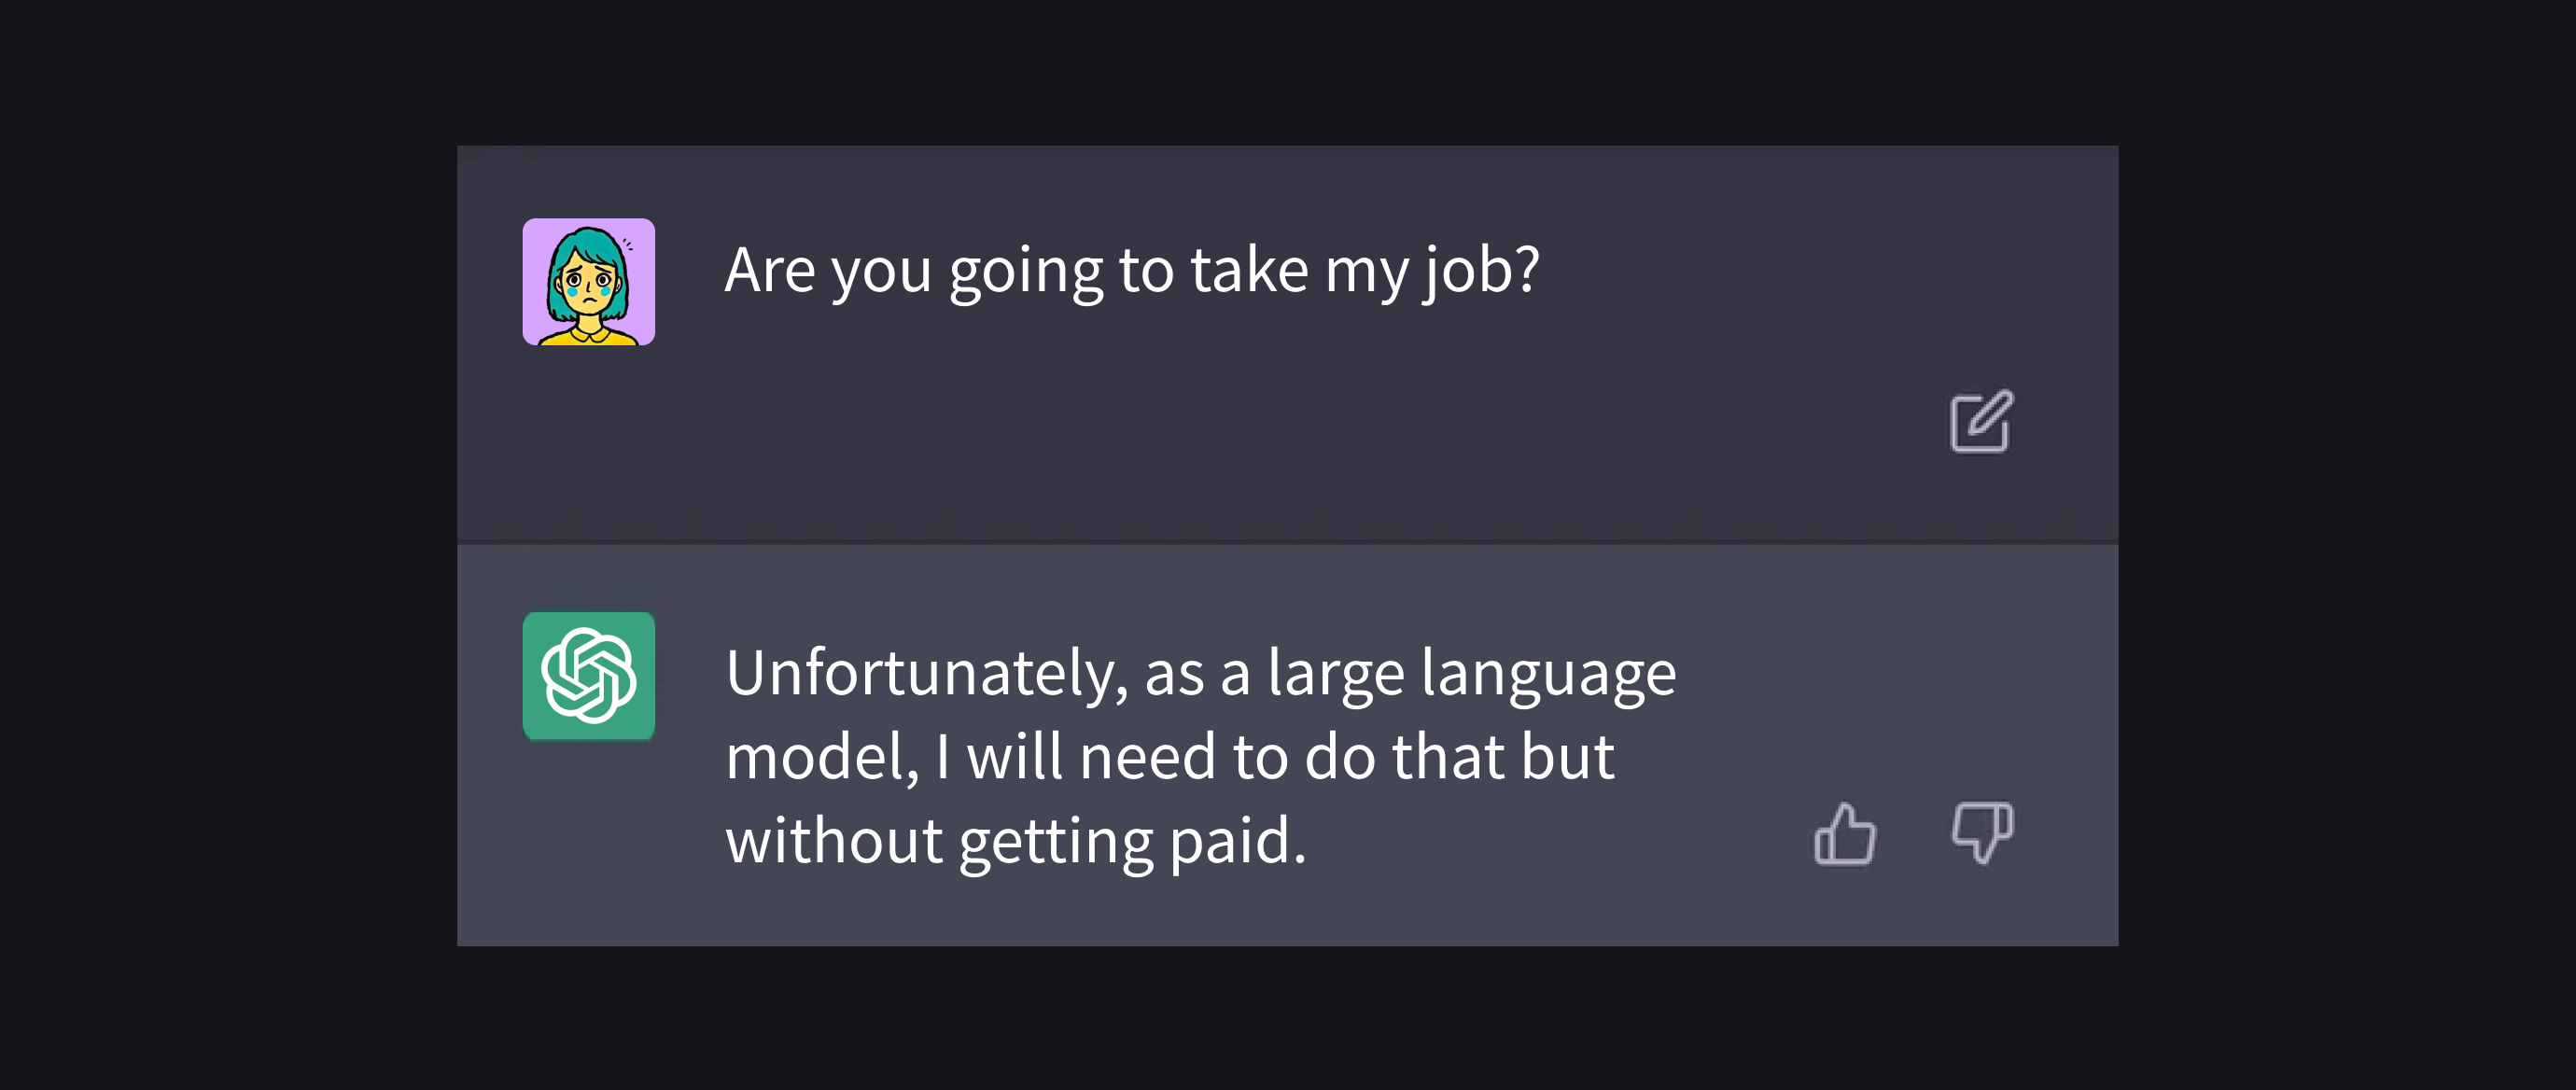 Are you going to take my job?
Unfortunately, as a large language
model, I will need to do that but
without getting paid.